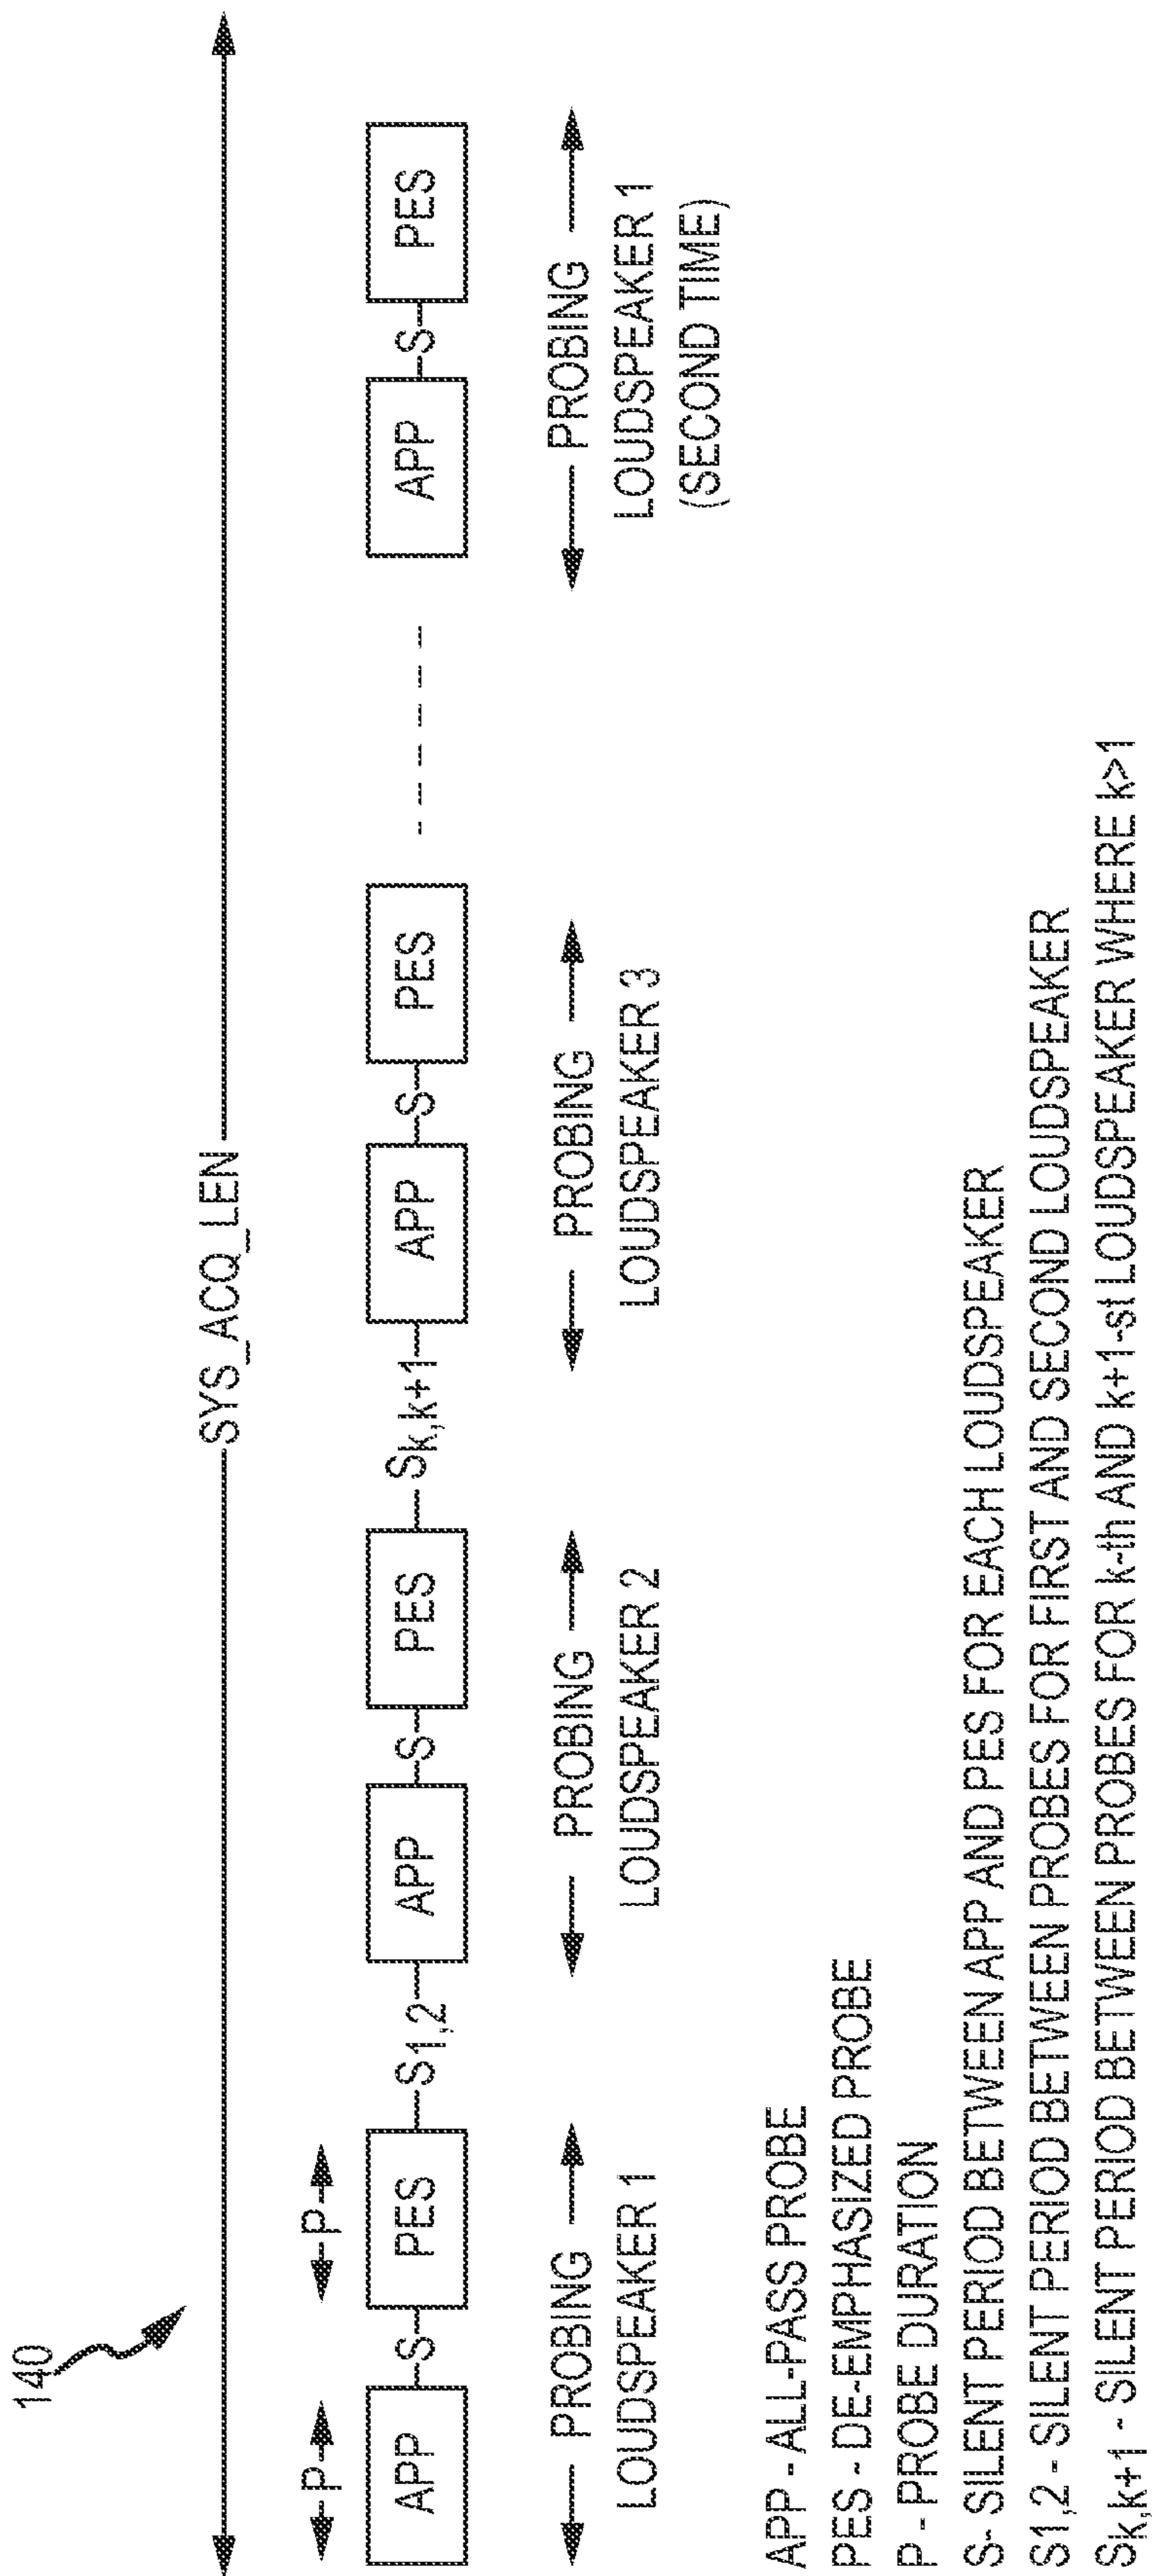 140
SYS_ACQ_LEN
P P
APP S PES S1,2 APP S PES Sk,k+1 APP S PES APP S PES
PROBING PROBING PROBING PROBING
LOUDSPEAKER 1 LOUDSPEAKER 2 LOUDSPEAKER 3 LOUDSPEAKER 1
(SECOND TIME)
APP - ALL-PASS PROBE
PES - DE-EMPHASIZED PROBE
P - PROBE DURATION
S- SILENT PERIOD BETWEEN APP AND PES FOR EACH LOUDSPEAKER
S1,2 - SILENT PERIOD BETWEEN PROBES FOR FIRST AND SECOND LOUDSPEAKER
Sk,k+1 - SILENT PERIOD BETWEEN PROBES FOR k-th AND k+1-st LOUDSPEAKER WHERE k>1